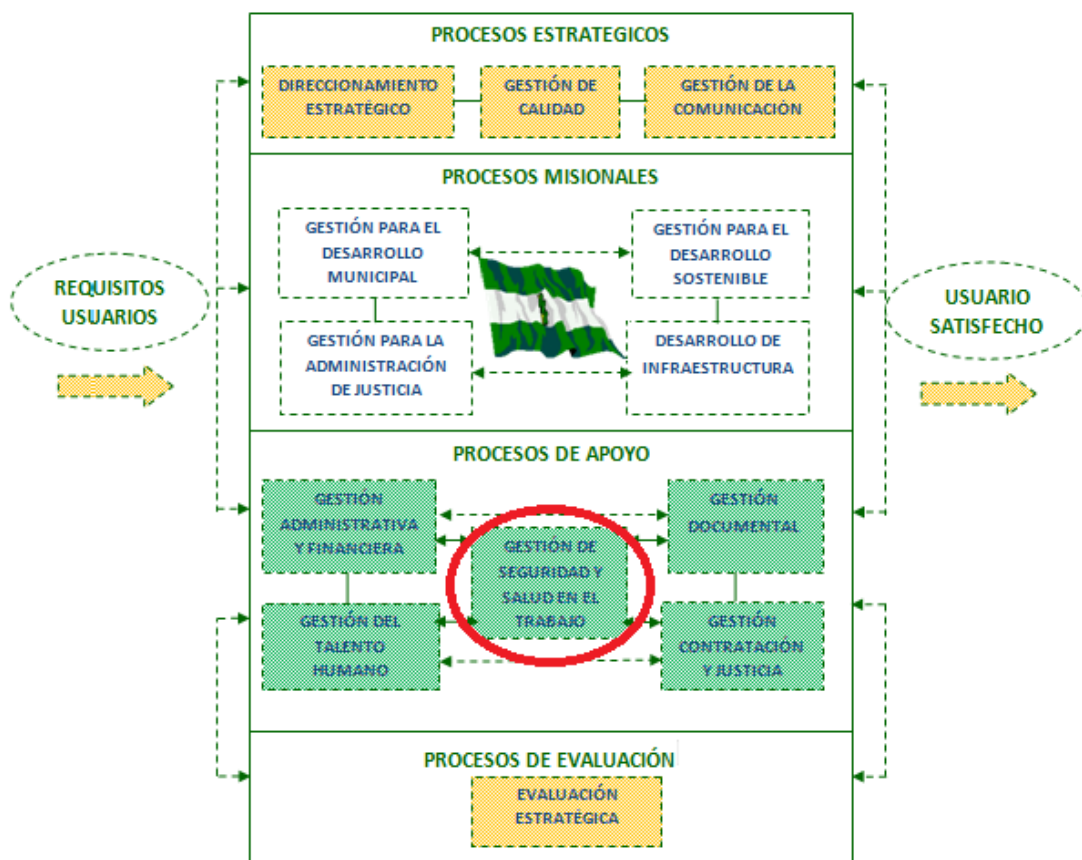 PROCESOS ESTRATEGICOS
DIRECCIONAMIENTO
ESTRATÉGICO
GESTIÓN DE
CALIDAD
GESTIÓN DE LA
COMUNICACIÓN
PROCESOS MISIONALES
GESTIÓN PARA EL
DESARROLLO
MUNICIPAL
GESTIÓN PARA EL
DESARROLLO
SOSTENIBLE
REQUISITOS
USUARIOS
USUARIO
SATISFECHO
GESTIÓN PARA LA
ADMINISTRACIÓN
DE JUSTICIA
DESARROLLO DE
INFRAESTRUCTURA
PROCESOS DE APOYO
GESTIÓN
ADMINISTRATIVA
Y FINANCIERA
GESTIÓN
DOCUMENTAL
GESTIÓN DE
SEGURIDAD Y
SALUD EN EL
TRABAJO
GESTIÓN DEL
TALENTO
HUMANO
GESTIÓN
CONTRATACIÓN
Y JUSTICIA
PROCESOS DE EVALUACIÓN
EVALUACIÓN
ESTRATÉGICA